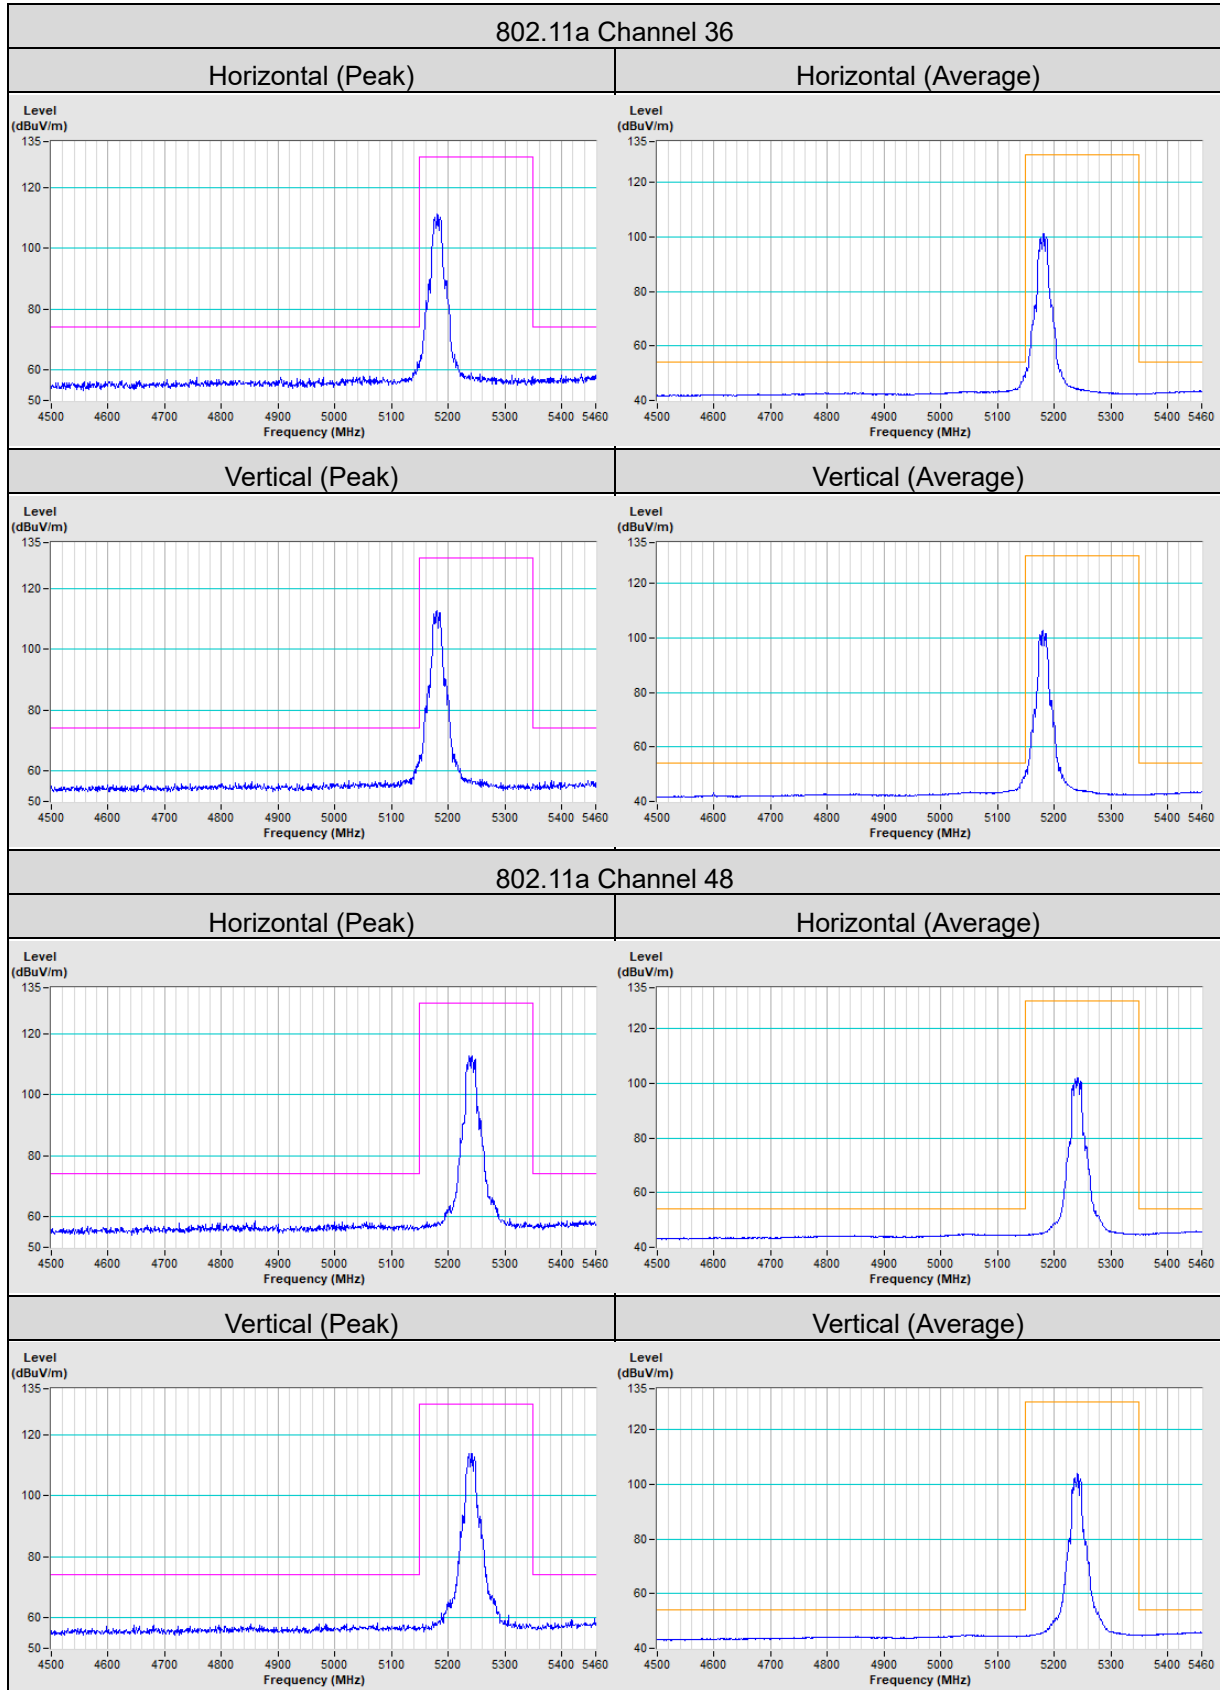 802.11a Channel 36
Horizontal (Peak) Horizontal (Average)
Level Level
(dBuV/m) (dBuV/m)
135 135
120 120
100 100
80 80
60 60
50 40
4500 4600 4700 4800 4900 5000 5100 5200 5300 5400 5460 4500 4600 4700 4800 4900 5000 5100 5200 5300 5400 5460
Frequency (MHz) Frequency (MHz)
Vertical (Peak) Vertical (Average)
Level Level
(dBuV/m) (dBuV/m)
135 135
120 120
100 100
80 80
60 60
50 40
4500 4600 4700 4800 4900 5000 5100 5200 5300 5400 5460 4500 4600 4700 4800 4900 5000 5100 5200 5300 5400 5460
Frequency (MHz) Frequency (MHz)
802.11a Channel 48
Horizontal (Peak) Horizontal (Average)
Level Level
(dBuV/m) (dBuV/m)
135 135
120 120
100 100
80 80
60 60
50 40
4500 4600 4700 4800 4900 5000 5100 5200 5300 5400 5460 4500 4600 4700 4800 4900 5000 5100 5200 5300 5400 5460
Frequency (MHz) Frequency (MHz)
Vertical (Peak) Vertical (Average)
Level Level
(dBuV/m) (dBuV/m)
135 135
120 120
100 100
80 80
60 60
50 40
4500 4600 4700 4800 4900 5000 5100 5200 5300 5400 5460 4500 4600 4700 4800 4900 5000 5100 5200 5300 5400 5460
Frequency (MHz) Frequency (MHz)